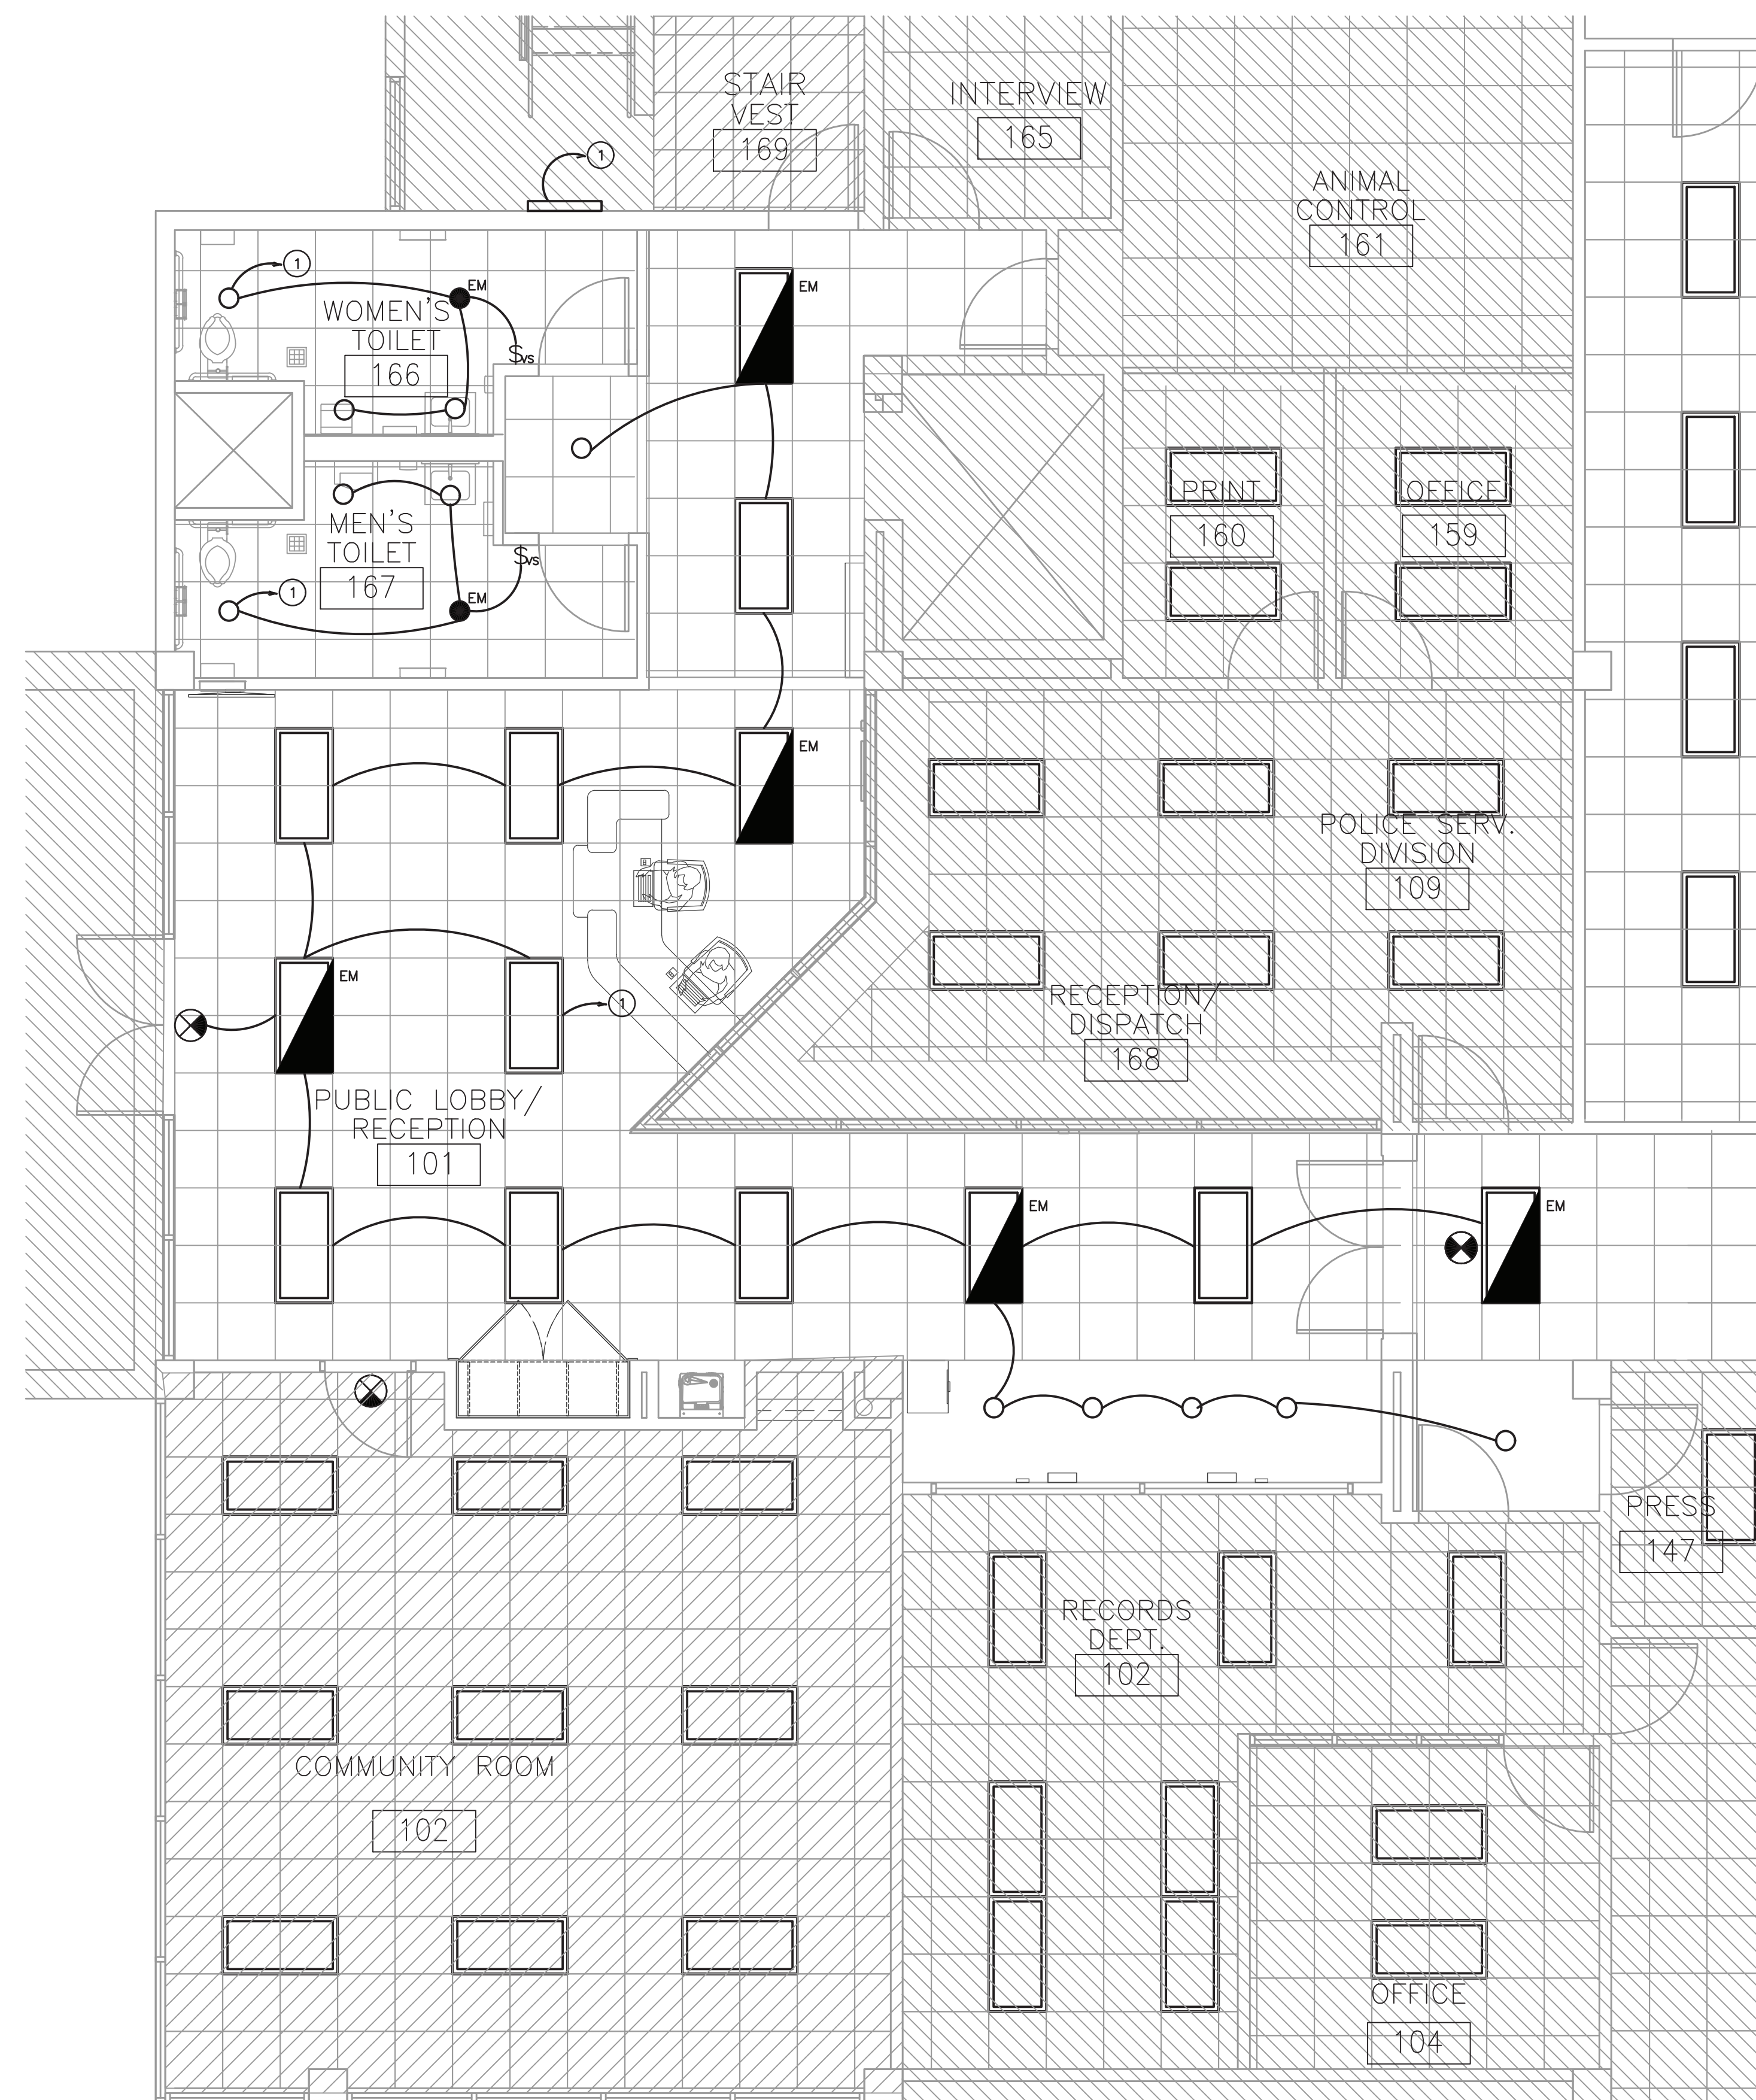 STAIR
VEST
169
INTERVIEW
165
ANIMAL
CONTROL
161
1
1
EM
WOMEN'S
TOILET
166
$VS
EM
PRINT
160
OFFICE
159
MEN'S
TOILET
167
$VS
1
EM
EM
POLICE SERV.
DIVISION
109
EM
1
RECEPTION/
DISPATCH
168
PUBLIC LOBBY/
RECEPTION
101
EM
EM
PRESS
147
RECORDS
DEPT.
102
COMMUNITY ROOM
102
OFFICE
104